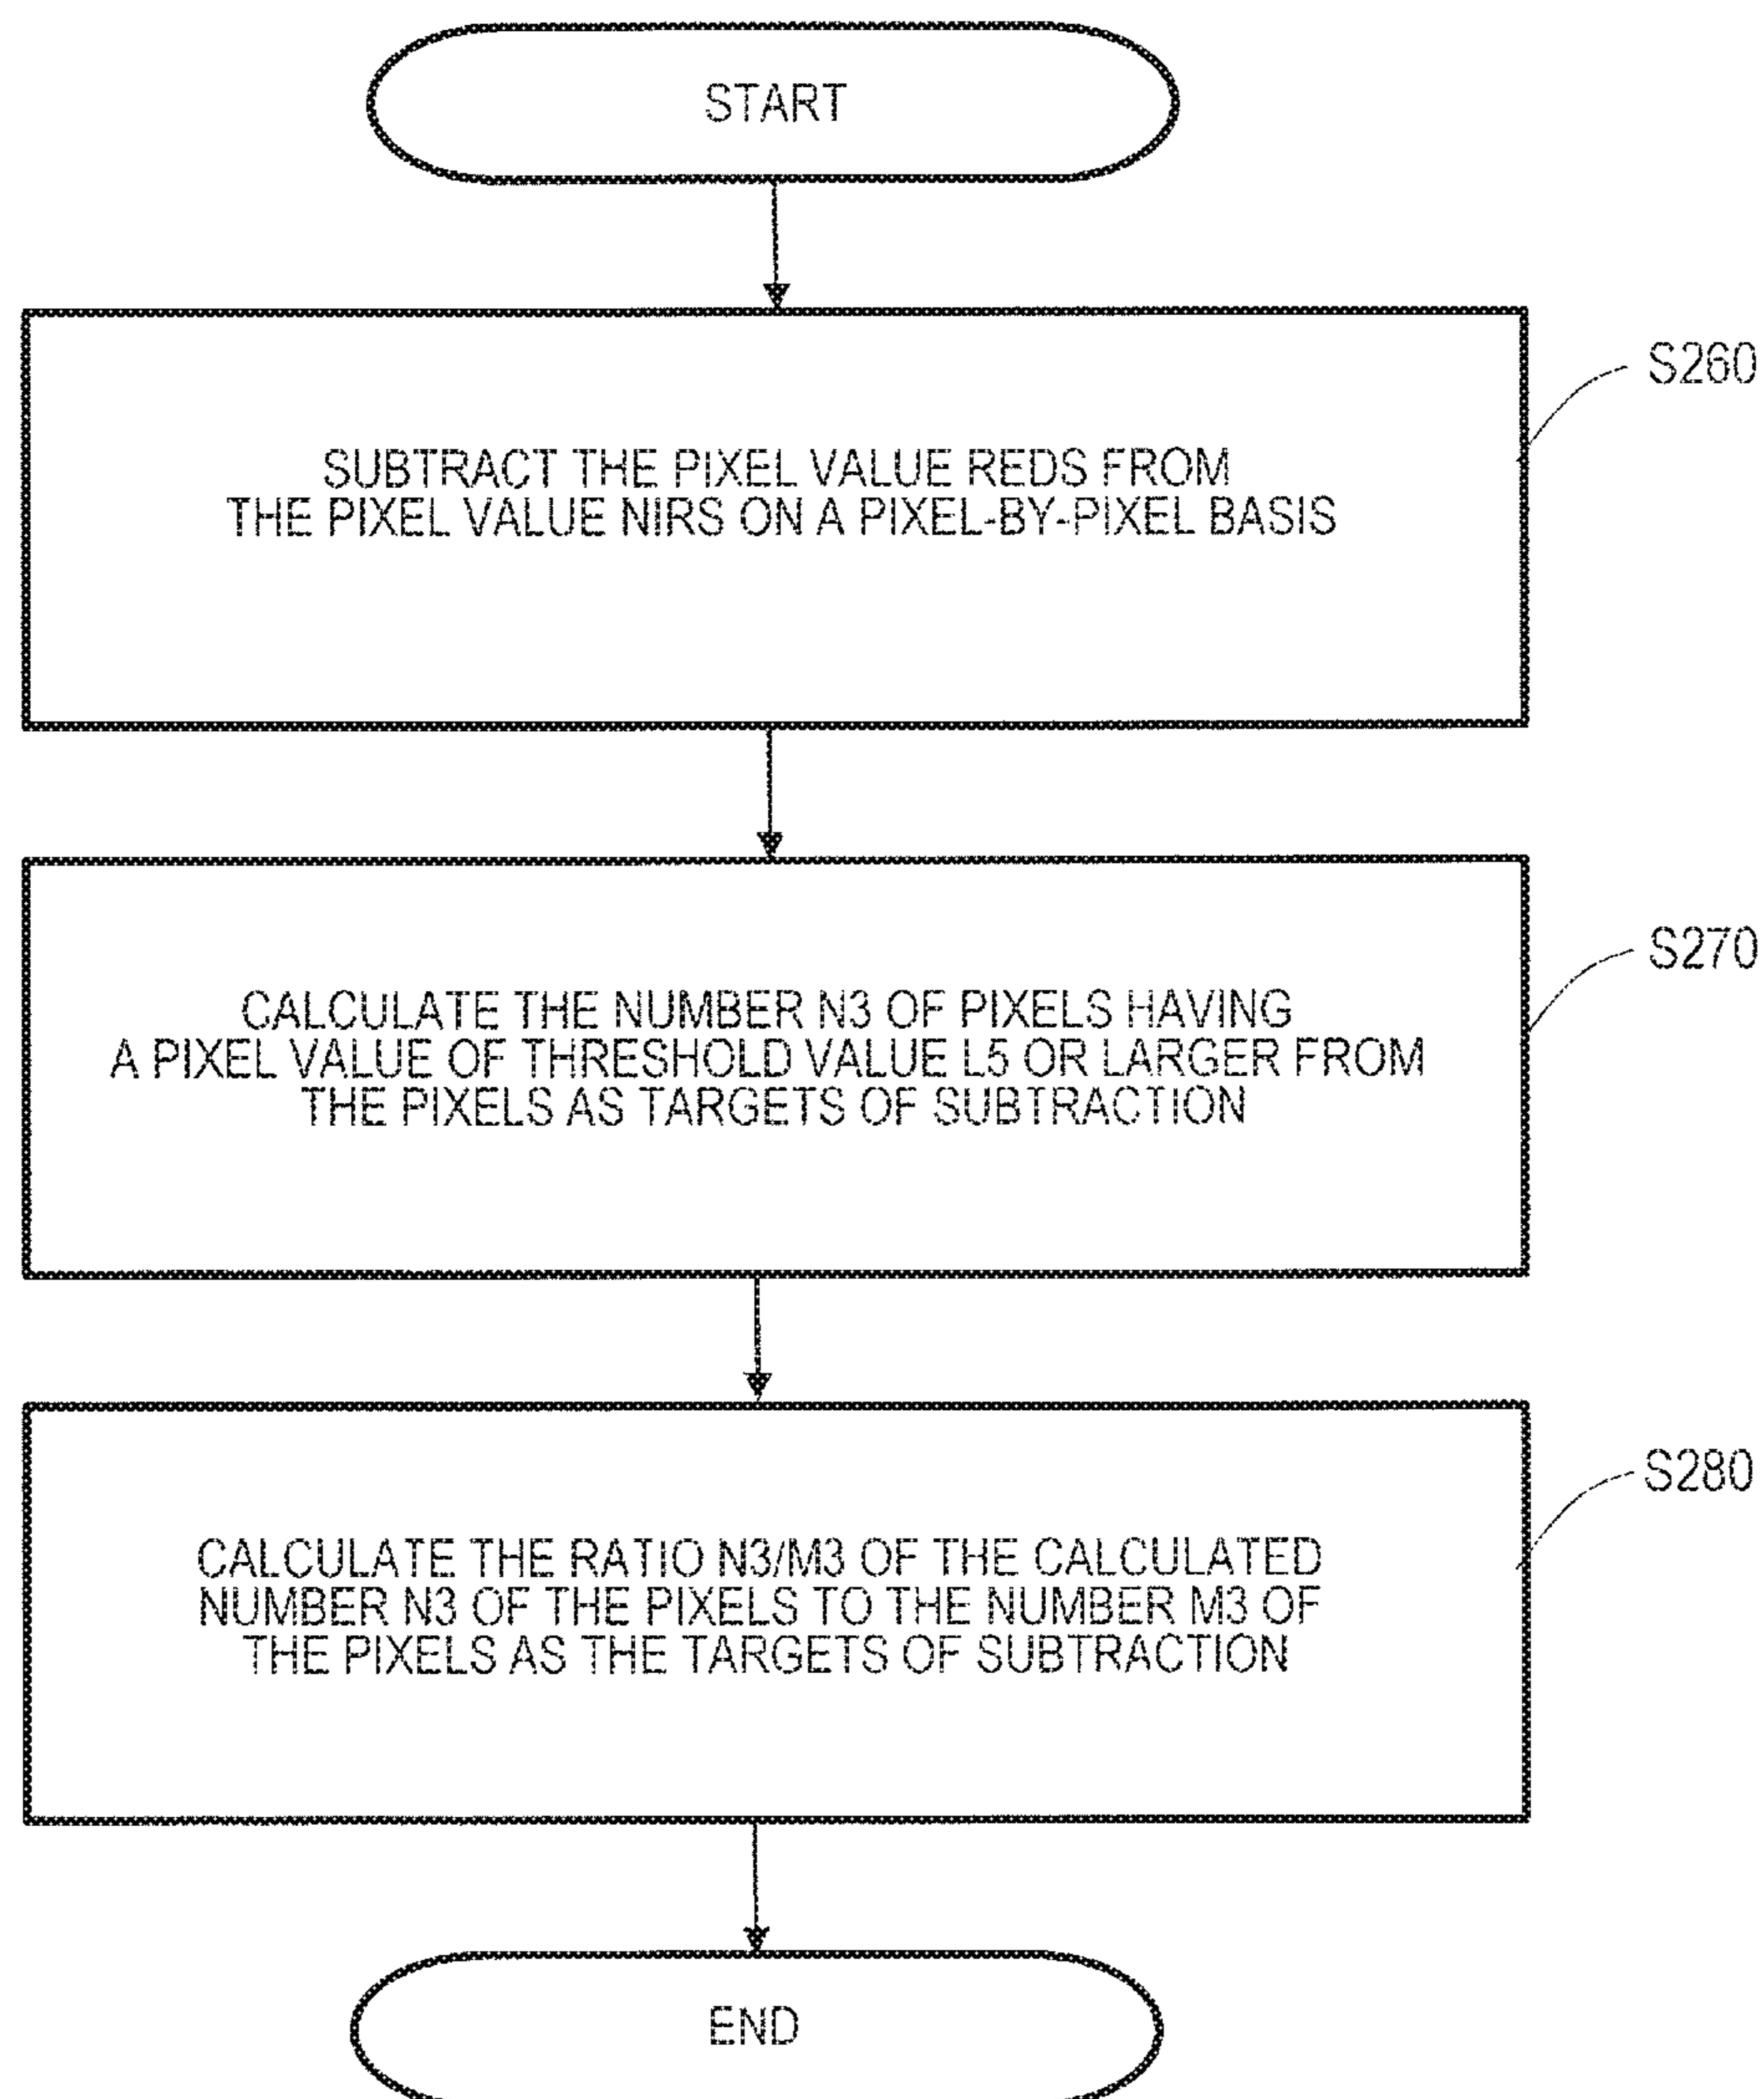 START
S260
SUBTRACT THE PIXEL VALUE REDS FROM
THE PIXEL VALUE NIRS ON A PIXEL-BY-PIXEL BASIS
S270
CALCULATE THE NUMBER N3 OF PIXELS HAVING
A PIXEL VALUE OF THRESHOLD VALUE L5 OR LARGER FROM
THE PIXELS AS TARGETS OF SUBTRACTION
S280
CALCULATE THE RATIO N3/M3 OF THE CALCULATED
NUMBER N3 OF THE PIXELS TO THE NUMBER M3 OF
THE PIXELS AS THE TARGETS OF SUBTRACTION
END